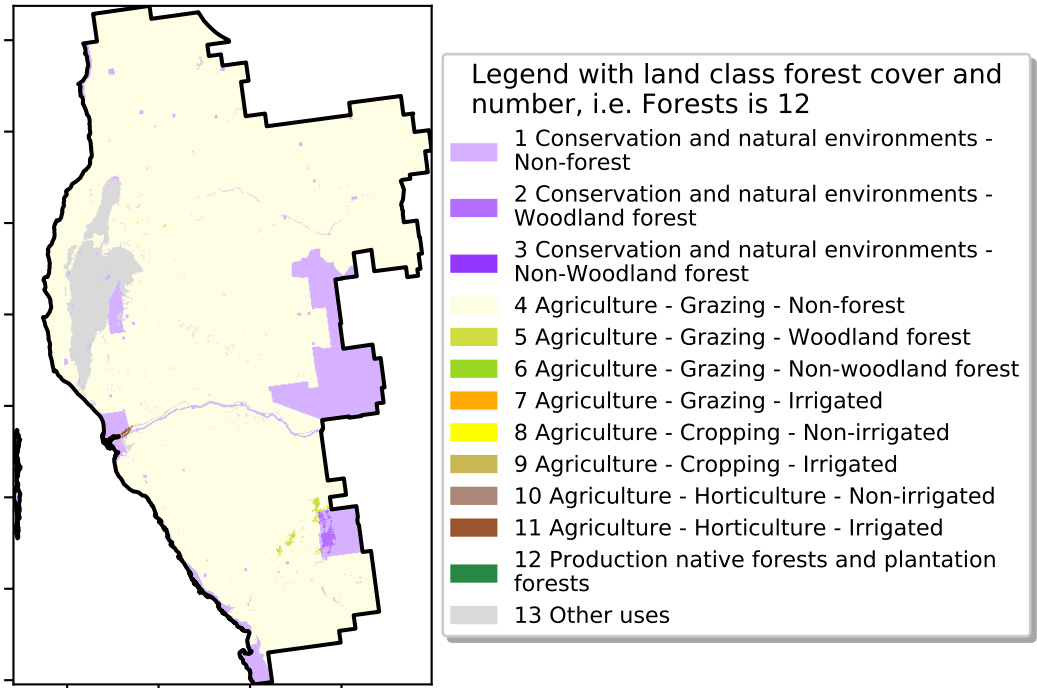 Legend with land class forest cover and
number, i.e. Forests is 12
1 Conservation and natural environments -
Non-forest
2 Conservation and natural environments -
Woodland forest
3 Conservation and natural environments -
Non-Woodland forest
4 Agriculture - Grazing - Non-forest
5 Agriculture - Grazing - Woodland forest
6 Agriculture - Grazing - Non-woodland forest
7 Agriculture - Grazing - Irrigated
8 Agriculture - Cropping - Non-irrigated
9 Agriculture - Cropping - Irrigated
10 Agriculture - Horticulture - Non-irrigated
11 Agriculture - Horticulture - Irrigated
12 Production native forests and plantation
forests
13 Other uses